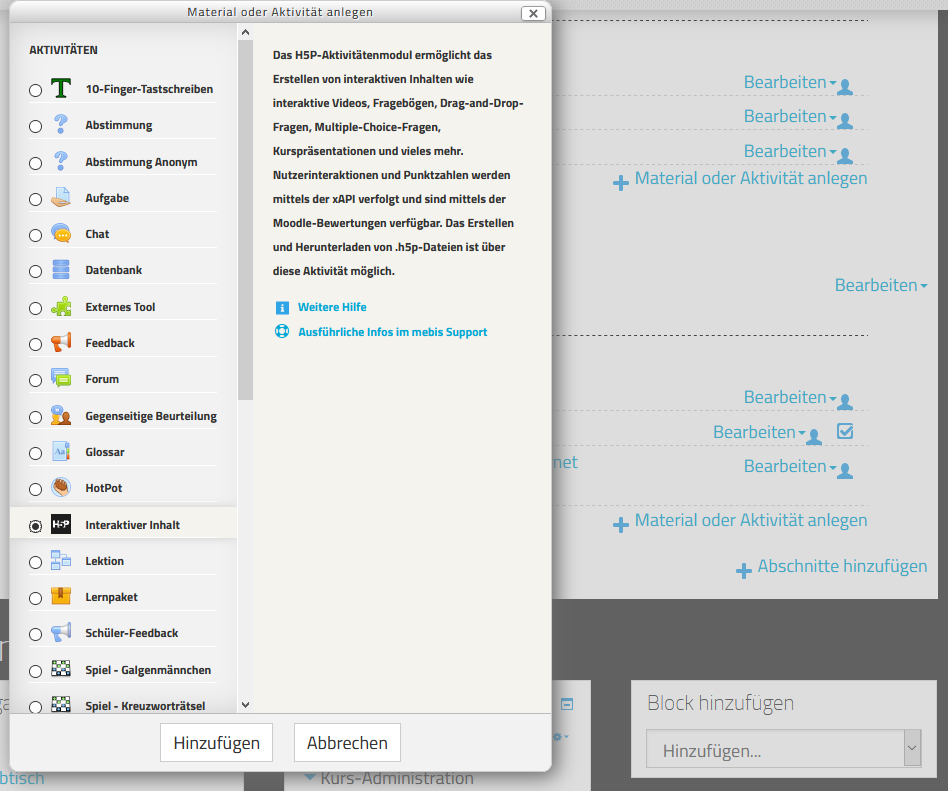 Material oder Aktivität anlegen
AKTIVITÄTEN
10-Finger-Tastschreiben
Abstimmung
Abstimmung Anonym
Aufgabe
Chat
Datenbank
Externes Tool
Feedback
Forum
Gegenseitige Beurteilung
Glossar
HotPot
H-P
Interaktiver Inhalt
Lektion
Lernpaket
Schüler-Feedback
Spiel - Galgenmännchen
Spiel - Kreuzworträtsel
Das H5P-Aktivitätenmodul ermöglicht das
Erstellen von interaktiven Inhalten wie
interaktive Videos, Fragebögen, Drag-and-Drop-
Fragen, Multiple-Choice-Fragen,
Kurspräsentationen und vieles mehr.
Nutzerinteraktionen und Punktzahlen werden
mittels der xAPI verfolgt und sind mittels der
Moodle-Bewertungen verfügbar. Das Erstellen
und Herunterladen von .h5p-Dateien ist über
diese Aktivität möglich.
Weitere Hilfe
Ausführliche Infos im mebis Support
Hinzufügen
Abbrechen
Bearbeiten
Bearbeiten
Bearbeiten
Material oder Aktivität anlegen
Bearbeiten
Bearbeiten
Bearbeiten
net
Bearbeiten
Material oder Aktivität anlegen
Abschnitte hinzufügen
Block hinzufügen
Hinzufügen...
btisch
Kurs-Administration